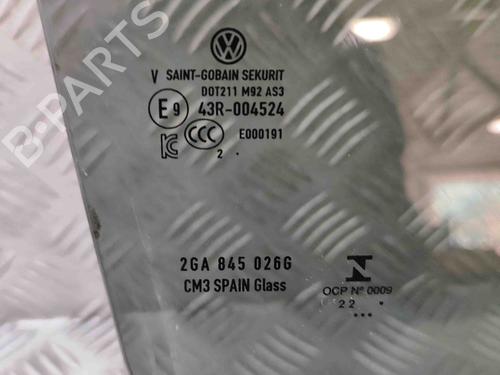 B-PARTS
V SAINT-GOBAIN SEKURIT
DOT211 M92 AS3
E9 43R-004524
CCC E000191
2 .
2GA 845 026G
CM3 SPAIN Glass
N
OCP Nº 0009
22 ..
...